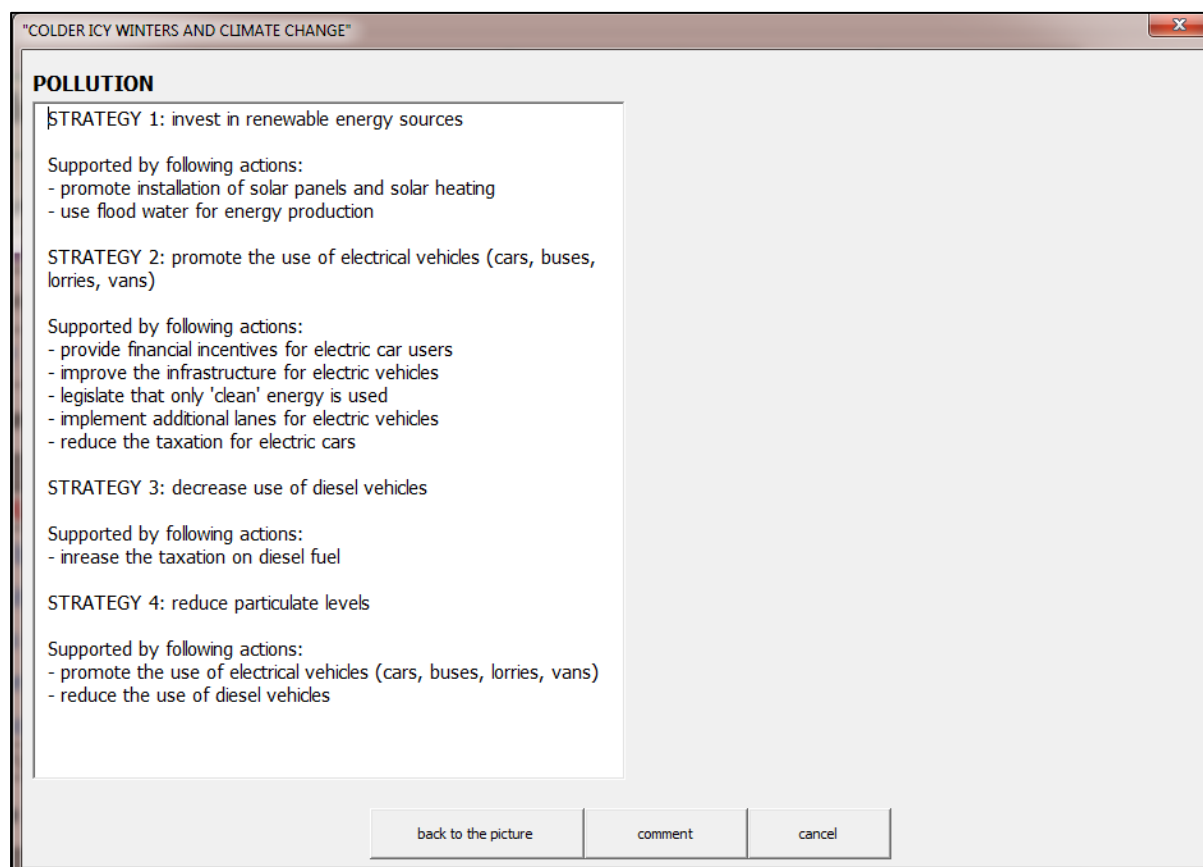 "COLDER ICY WINTERS AND CLIMATE CHANGE"
x
POLLUTION
STRATEGY 1: invest in renewable energy sources
Supported by following actions:
- promote installation of solar panels and solar heating
- use flood water for energy production
STRATEGY 2: promote the use of electrical vehicles (cars, buses,
lorries, vans)
Supported by following actions:
- provide financial incentives for electric car users
- improve the infrastructure for electric vehicles
- legislate that only 'clean' energy is used
- implement additional lanes for electric vehicles
- reduce the taxation for electric cars
STRATEGY 3: decrease use of diesel vehicles
Supported by following actions:
- inrease the taxation on diesel fuel
STRATEGY 4: reduce particulate levels
Supported by following actions:
- promote the use of electrical vehicles (cars, buses, lorries, vans)
- reduce the use of diesel vehicles
back to the picture
comment
cancel